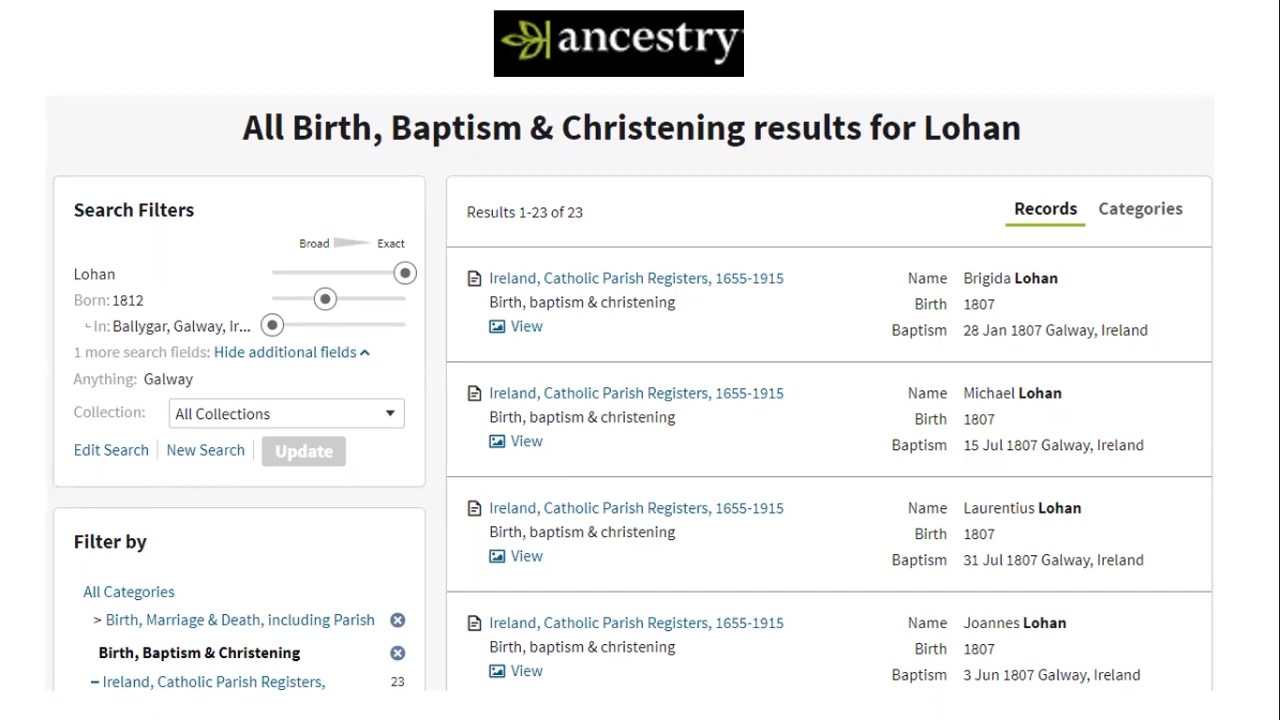 ancestry
All Birth, Baptism & Christening results for Lohan
Search Filters
Broad Exact
Lohan
Born: 1812
In: Ballygar, Galway, Ir...
1 more search fields: Hide additional fields
Anything: Galway
Collection: All Collections
Edit Search New Search Update
Filter by
All Categories
> Birth, Marriage & Death, including Parish
Birth, Baptism & Christening
– Ireland, Catholic Parish Registers, 23
Results 1-23 of 23 Records Categories
Ireland, Catholic Parish Registers, 1655-1915 Name Brigida Lohan
Birth, baptism & christening Birth 1807
View Baptism 28 Jan 1807 Galway, Ireland
Ireland, Catholic Parish Registers, 1655-1915 Name Michael Lohan
Birth, baptism & christening Birth 1807
View Baptism 15 Jul 1807 Galway, Ireland
Ireland, Catholic Parish Registers, 1655-1915 Name Laurentius Lohan
Birth, baptism & christening Birth 1807
View Baptism 31 Jul 1807 Galway, Ireland
Ireland, Catholic Parish Registers, 1655-1915 Name Joannes Lohan
Birth, baptism & christening Birth 1807
View Baptism 3 Jun 1807 Galway, Ireland